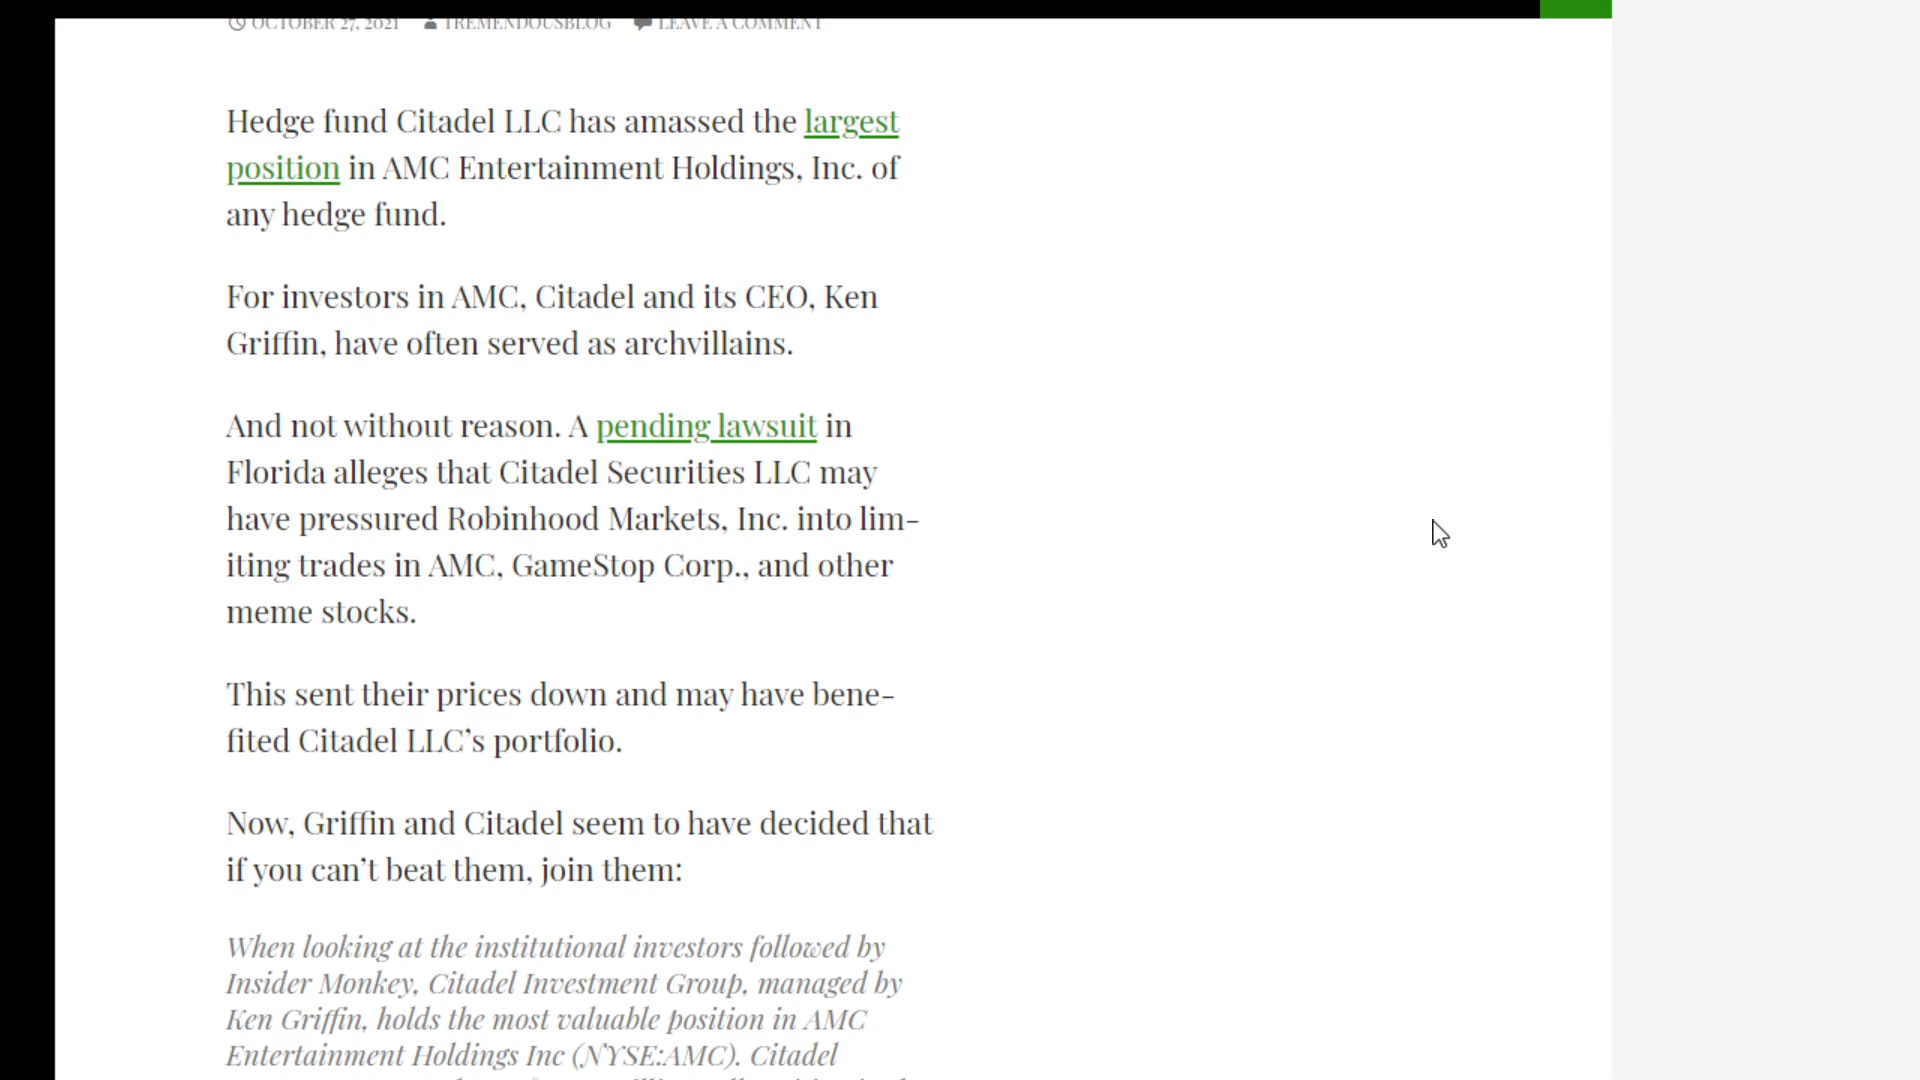 OCTOBER 27, 2021 TREMENDOUSBLOG LEAVE A COMMENT
Hedge fund Citadel LLC has amassed the largest
position in AMC Entertainment Holdings, Inc. of
any hedge fund.
For investors in AMC, Citadel and its CEO, Ken
Griffin, have often served as archvillains.
And not without reason. A pending lawsuit in
Florida alleges that Citadel Securities LLC may
have pressured Robinhood Markets, Inc. into lim-
iting trades in AMC, GameStop Corp., and other
meme stocks.
This sent their prices down and may have bene-
fited Citadel LLC’s portfolio.
Now, Griffin and Citadel seem to have decided that
if you can’t beat them, join them:
When looking at the institutional investors followed by
Insider Monkey, Citadel Investment Group, managed by
Ken Griffin, holds the most valuable position in AMC
Entertainment Holdings Inc (NYSE:AMC). Citadel